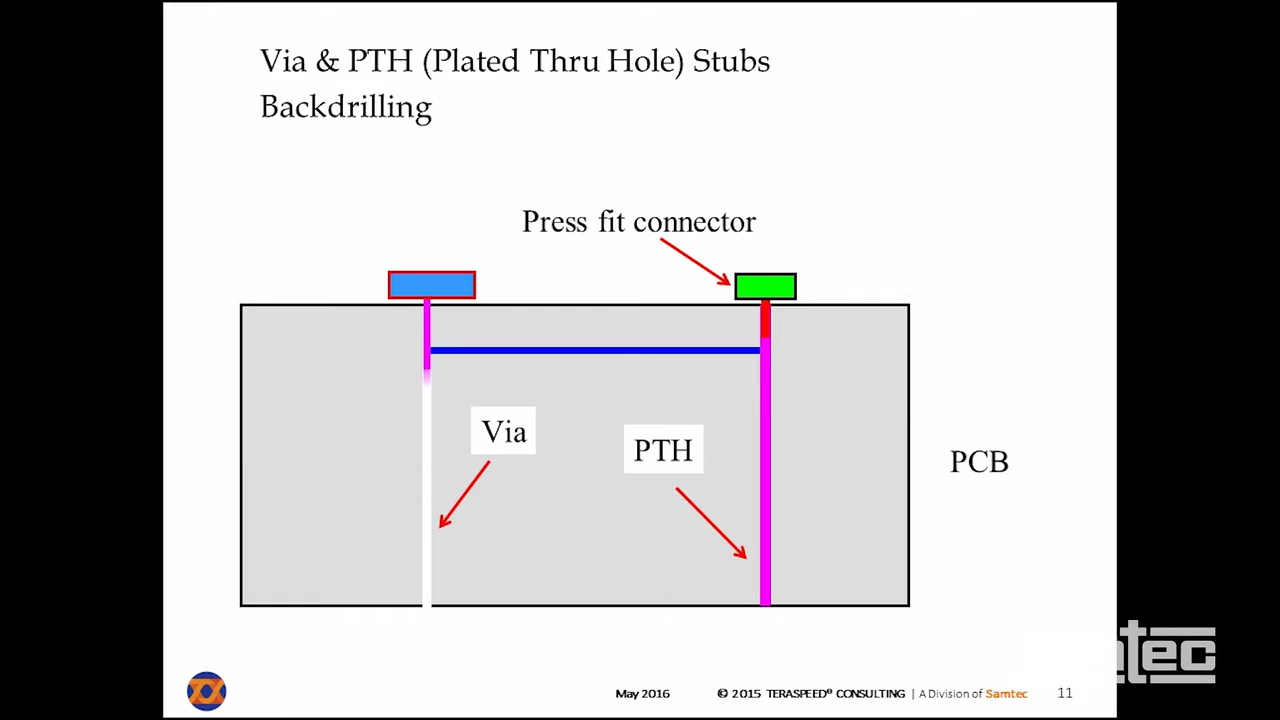 Via & PTH (Plated Thru Hole) Stubs
Backdrilling
Press fit connector
Via
PTH
PCB
May 2016
© 2015 TERASPEED® CONSULTING | A Division of Samtec
11
mtec